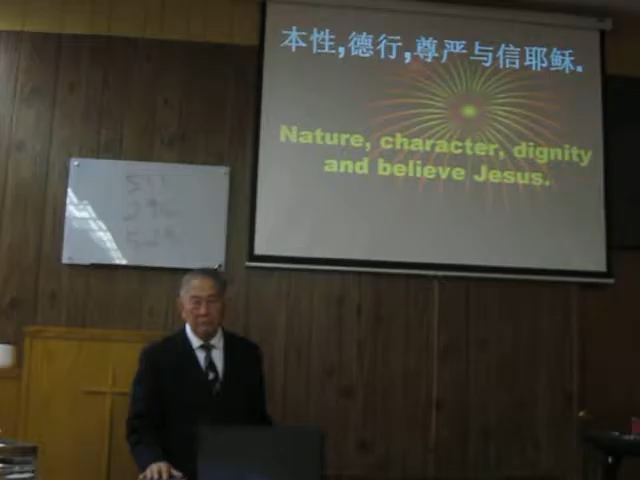 本性,德行,尊严与信耶稣.
Nature, character, dignity
and believe Jesus.